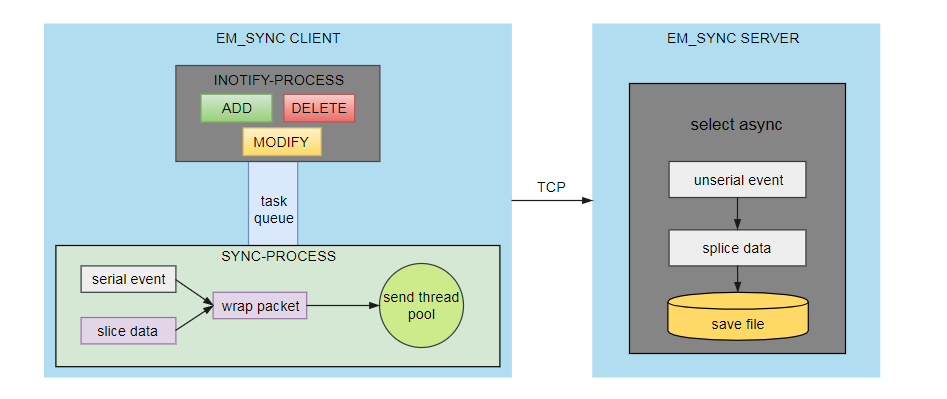 EM_SYNC CLIENT
INOTIFY-PROCESS
ADD
DELETE
MODIFY
task
queue
SYNC-PROCESS
serial event
slice data
wrap packet
send thread
pool
TCP
EM_SYNC SERVER
select async
unserial event
splice data
save file